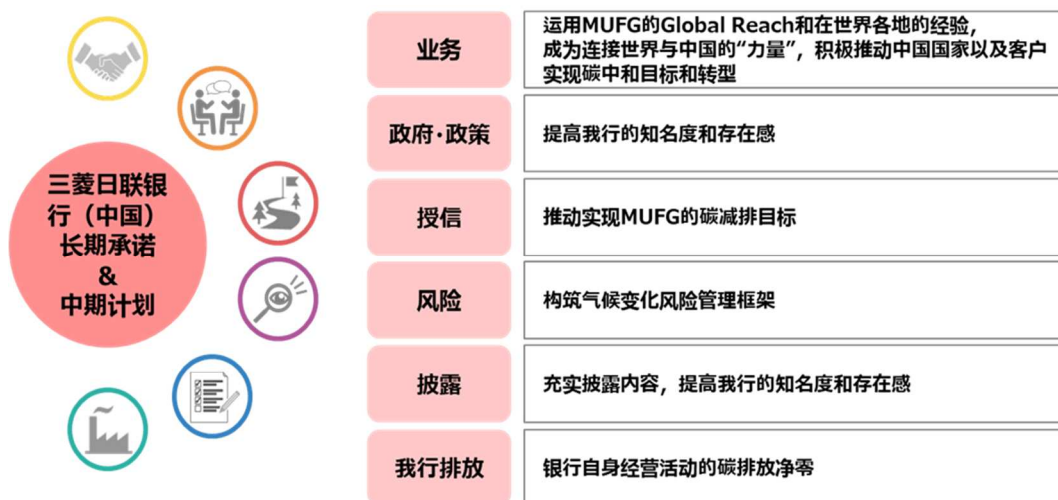 三菱日联银
行（中国）
长期承诺
&
中期计划
业务
运用MUFG的Global Reach和在世界各地的经验，
成为连接世界与中国的“力量”，积极推动中国国家以及客户
实现碳中和目标和转型
政府·政策
提高我行的知名度和存在感
授信
推动实现MUFG的碳减排目标
风险
构筑气候变化风险管理框架
披露
充实披露内容，提高我行的知名度和存在感
我行排放
银行自身经营活动的碳排放净零